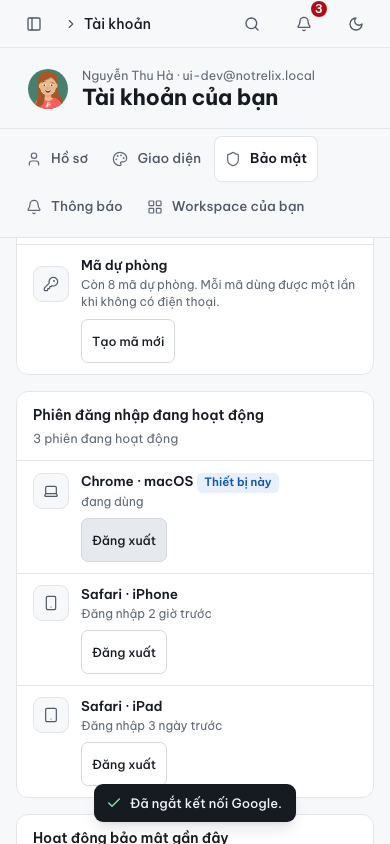 Tài khoản
3
Nguyễn Thu Hà · ui-dev@notrelix.local
Tài khoản của bạn
Hồ sơ
Giao diện
Bảo mật
Thông báo
Workspace của bạn
Mã dự phòng
Còn 8 mã dự phòng. Mỗi mã dùng được một lần
khi không có điện thoại.
Tạo mã mới
Phiên đăng nhập đang hoạt động
3 phiên đang hoạt động
Chrome · macOS Thiết bị này
đang dùng
Đăng xuất
Safari · iPhone
Đăng nhập 2 giờ trước
Đăng xuất
Safari · iPad
Đăng nhập 3 ngày trước
Đăng xuất
Đã ngắt kết nối Google.
Hoạt động bảo mật gần đây